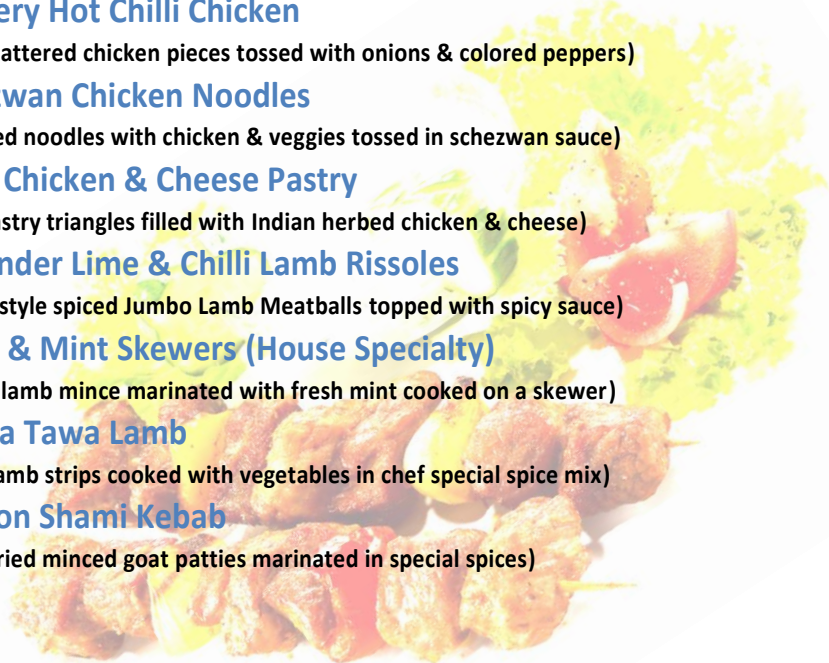 ery Hot Chilli Chicken
attered chicken pieces tossed with onions & colored peppers)
wan Chicken Noodles
ed noodles with chicken & veggies tossed in schezwan sauce)
Chicken & Cheese Pastry
stry triangles filled with Indian herbed chicken & cheese)
nder Lime & Chilli Lamb Rissoles
style spiced Jumbo Lamb Meatballs topped with spicy sauce)
& Mint Skewers (House Specialty)
lamb mince marinated with fresh mint cooked on a skewer)
a Tawa Lamb
amb strips cooked with vegetables in chef special spice mix)
on Shami Kebab
ried minced goat patties marinated in special spices)